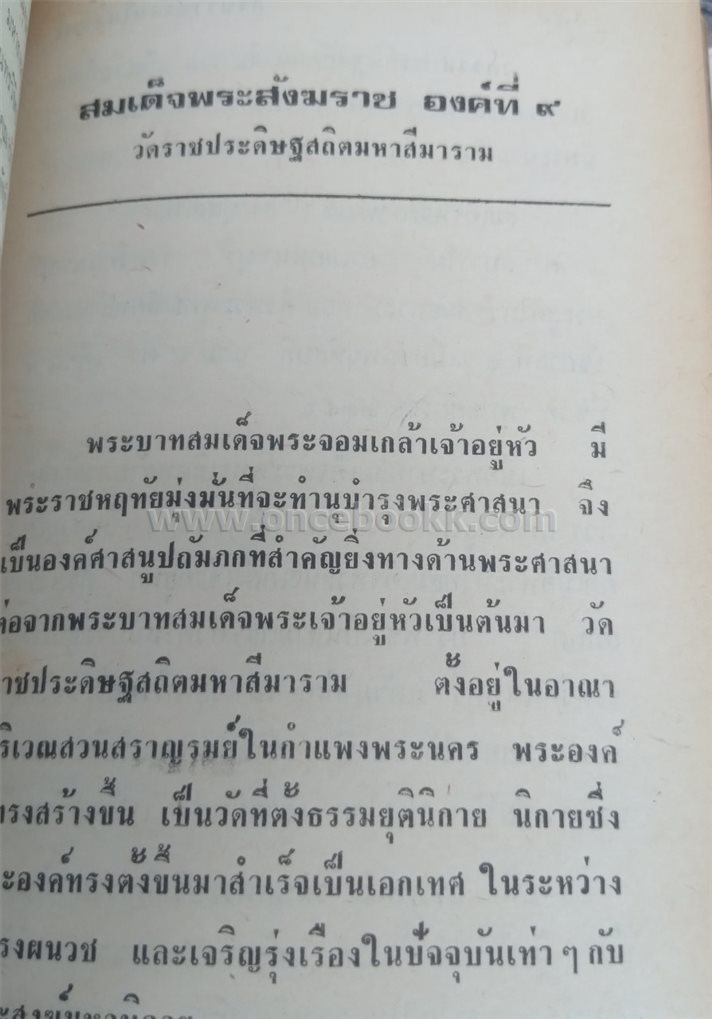 สมเด็จพระสังฆราช องค์ที่ ๙
วัดราชประดิษฐสถิตมหาสีมาราม
พระบาทสมเด็จพระจอมเกล้าเจ้าอยู่หัว มี
พระราชหฤทัยมุ่งมั่นที่จะทำนุบำรุงพระศาสนา จึง
www.oncebookk.com
เป็นองค์ศาสนูปถัมภกที่สำคัญยิ่งทางด้านพระศาสนา
ต่อจากพระบาทสมเด็จพระเจ้าอยู่หัวเป็นต้นมา วัด
าชประดิษฐสถิตมหาสีมาราม ตั้งอยู่ในอาณา
ริเวณสวนสราญรมย์ในกำแพงพระนคร พระองค์
ทรงสร้างขึ้น เป็นวัดที่ตั้งธรรมยุตินิกาย นิกายซึ่ง
ะองค์ทรงตั้งขึ้นมาสำเร็จเป็นเอกเทศ ในระหว่าง
รงผนวช และเจริญรุ่งเรืองในปัจจุบันเท่า ๆ กับ